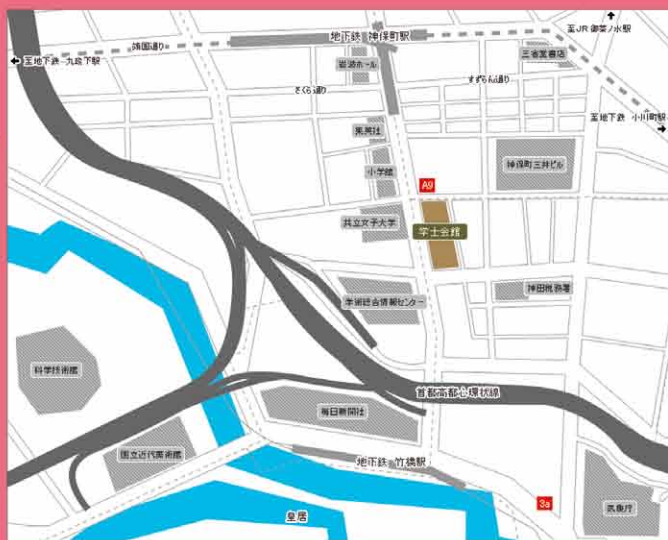 至JR 御茶ノ水駅
地下鉄 神保町駅
靖国通り
三省堂書店
至地下鉄 九段下駅
岩波ホール
すずらん通り
さくら通り
至地下鉄 小川町駅
集英社
神保町三井ビル
小学館
A9
共立女子大学
学士会館
神田税務署
学術総合情報センター
科学技術館
首都高都心環状線
毎日新聞社
国立近代美術館
地下鉄 竹橋駅
3a
気象庁
皇居